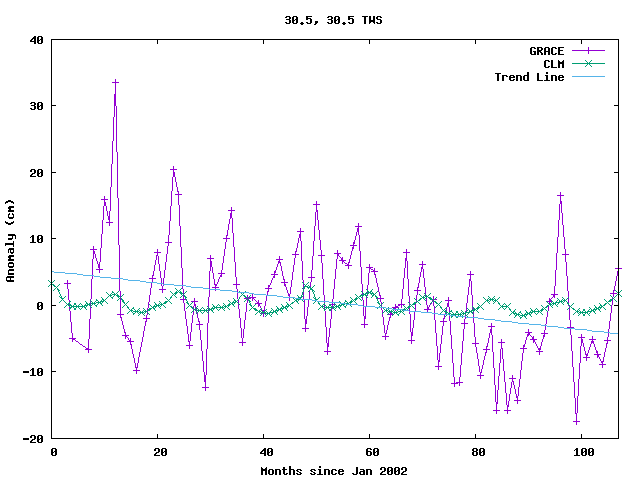 30.5, 30.5 TWS
GRACE
CLM
Trend Line
40
30
20
10
0
-10
-20
Anomaly (cm)
0 20 40 60 80 100
Months since Jan 2002